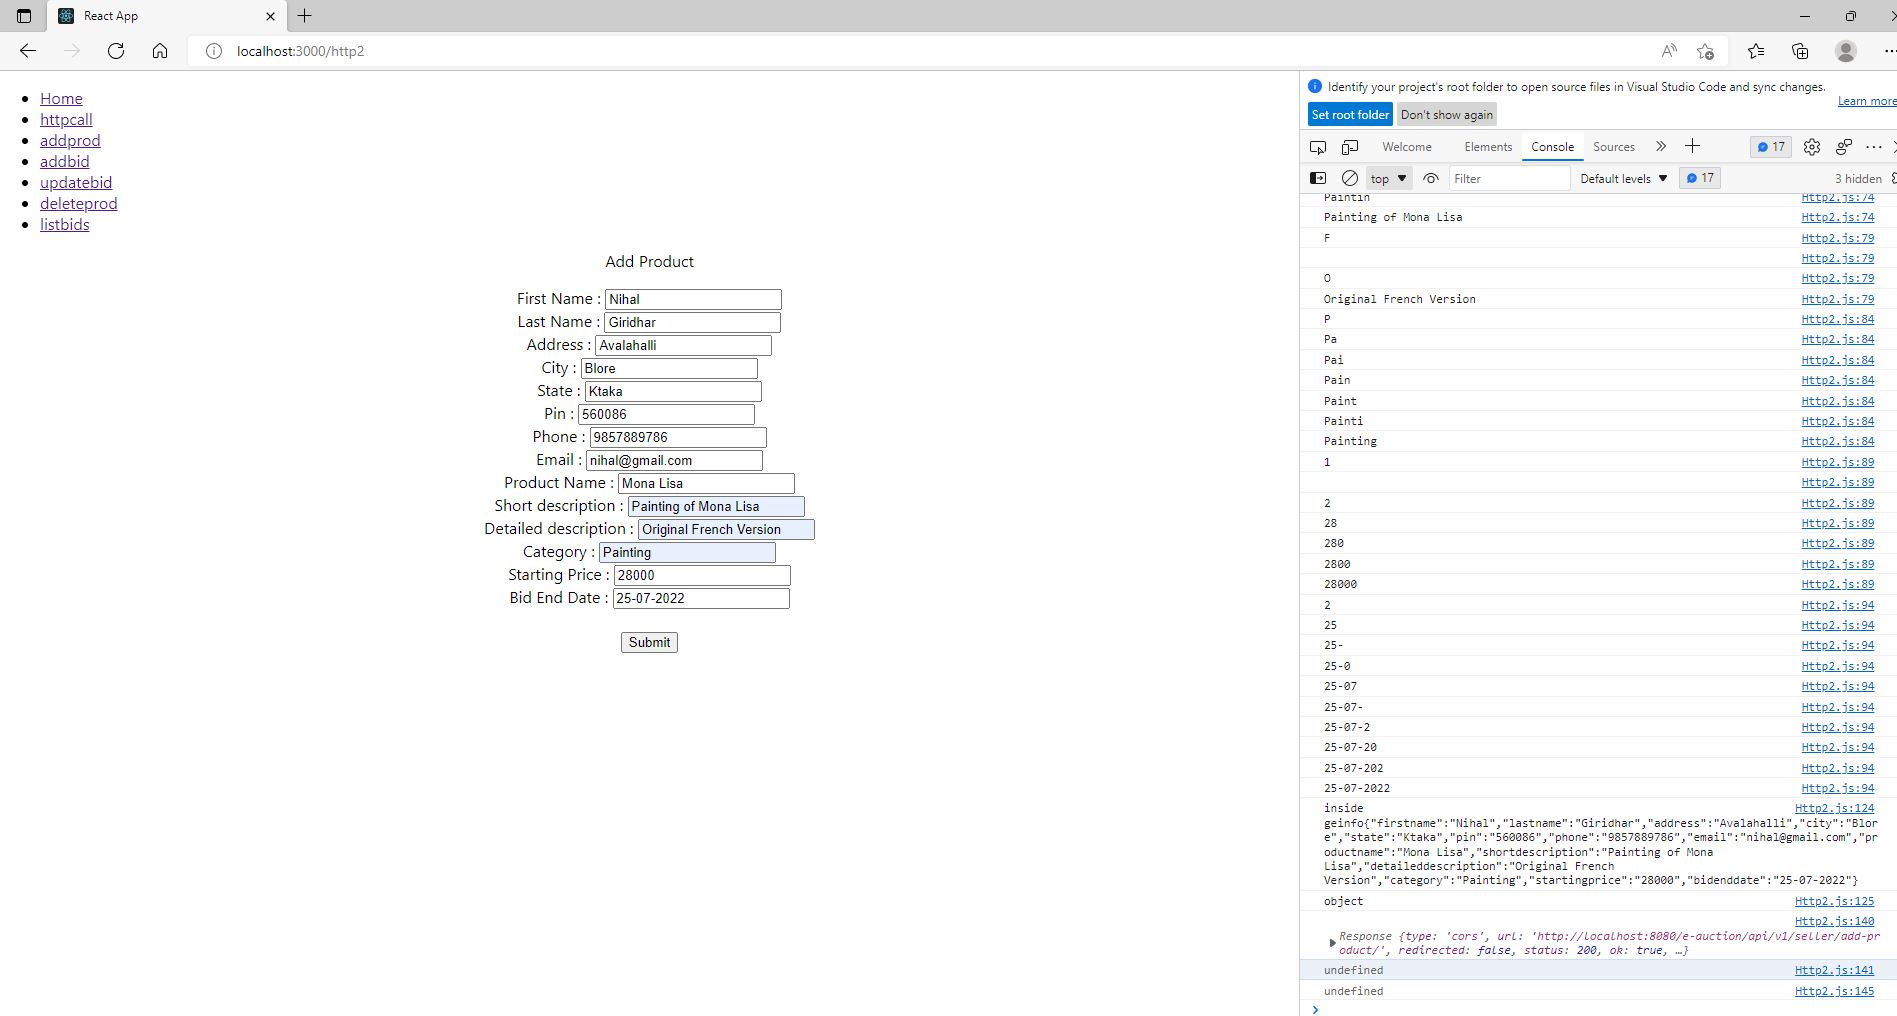 React App
localhost:3000/http2
Home
httpcall
addprod
addbid
updatebid
deleteprod
listbids
Add Product
First Name : Nihal
Last Name : Giridhar
Address : Avalahalli
City : Blore
State : Ktaka
Pin : 560086
Phone : 9857889786
Email : nihal@gmail.com
Product Name : Mona Lisa
Short description : Painting of Mona Lisa
Detailed description : Original French Version
Category : Painting
Starting Price : 28000
Bid End Date : 25-07-2022
Submit
Identify your project's root folder to open source files in Visual Studio Code and sync changes.
Learn more
Set root folder Don't show again
Welcome Elements Console Sources 17
top Filter Default levels 17 3 hidden
Paintin Http2.js:74
Painting of Mona Lisa Http2.js:74
F Http2.js:79
Http2.js:79
O Http2.js:79
Original French Version Http2.js:79
P Http2.js:84
Pa Http2.js:84
Pai Http2.js:84
Pain Http2.js:84
Paint Http2.js:84
Painti Http2.js:84
Painting Http2.js:84
1 Http2.js:89
Http2.js:89
2 Http2.js:89
28 Http2.js:89
280 Http2.js:89
2800 Http2.js:89
28000 Http2.js:89
2 Http2.js:94
25 Http2.js:94
25- Http2.js:94
25-0 Http2.js:94
25-07 Http2.js:94
25-07- Http2.js:94
25-07-2 Http2.js:94
25-07-20 Http2.js:94
25-07-202 Http2.js:94
25-07-2022 Http2.js:94
inside Http2.js:124
geinfo{"firstname":"Nihal","lastname":"Giridhar","address":"Avalahalli","city":"Blor
e","state":"Ktaka","pin":"560086","phone":"9857889786","email":"nihal@gmail.com","pr
oductname":"Mona Lisa","shortdescription":"Painting of Mona
Lisa","detaileddescription":"Original French
Version","category":"Painting","startingprice":"28000","bidenddate":"25-07-2022"}
object Http2.js:125
Http2.js:140
Response {type: 'cors', url: 'http://localhost:8080/e-auction/api/v1/seller/add-pr
oduct/', redirected: false, status: 200, ok: true, …}
undefined Http2.js:141
undefined Http2.js:145